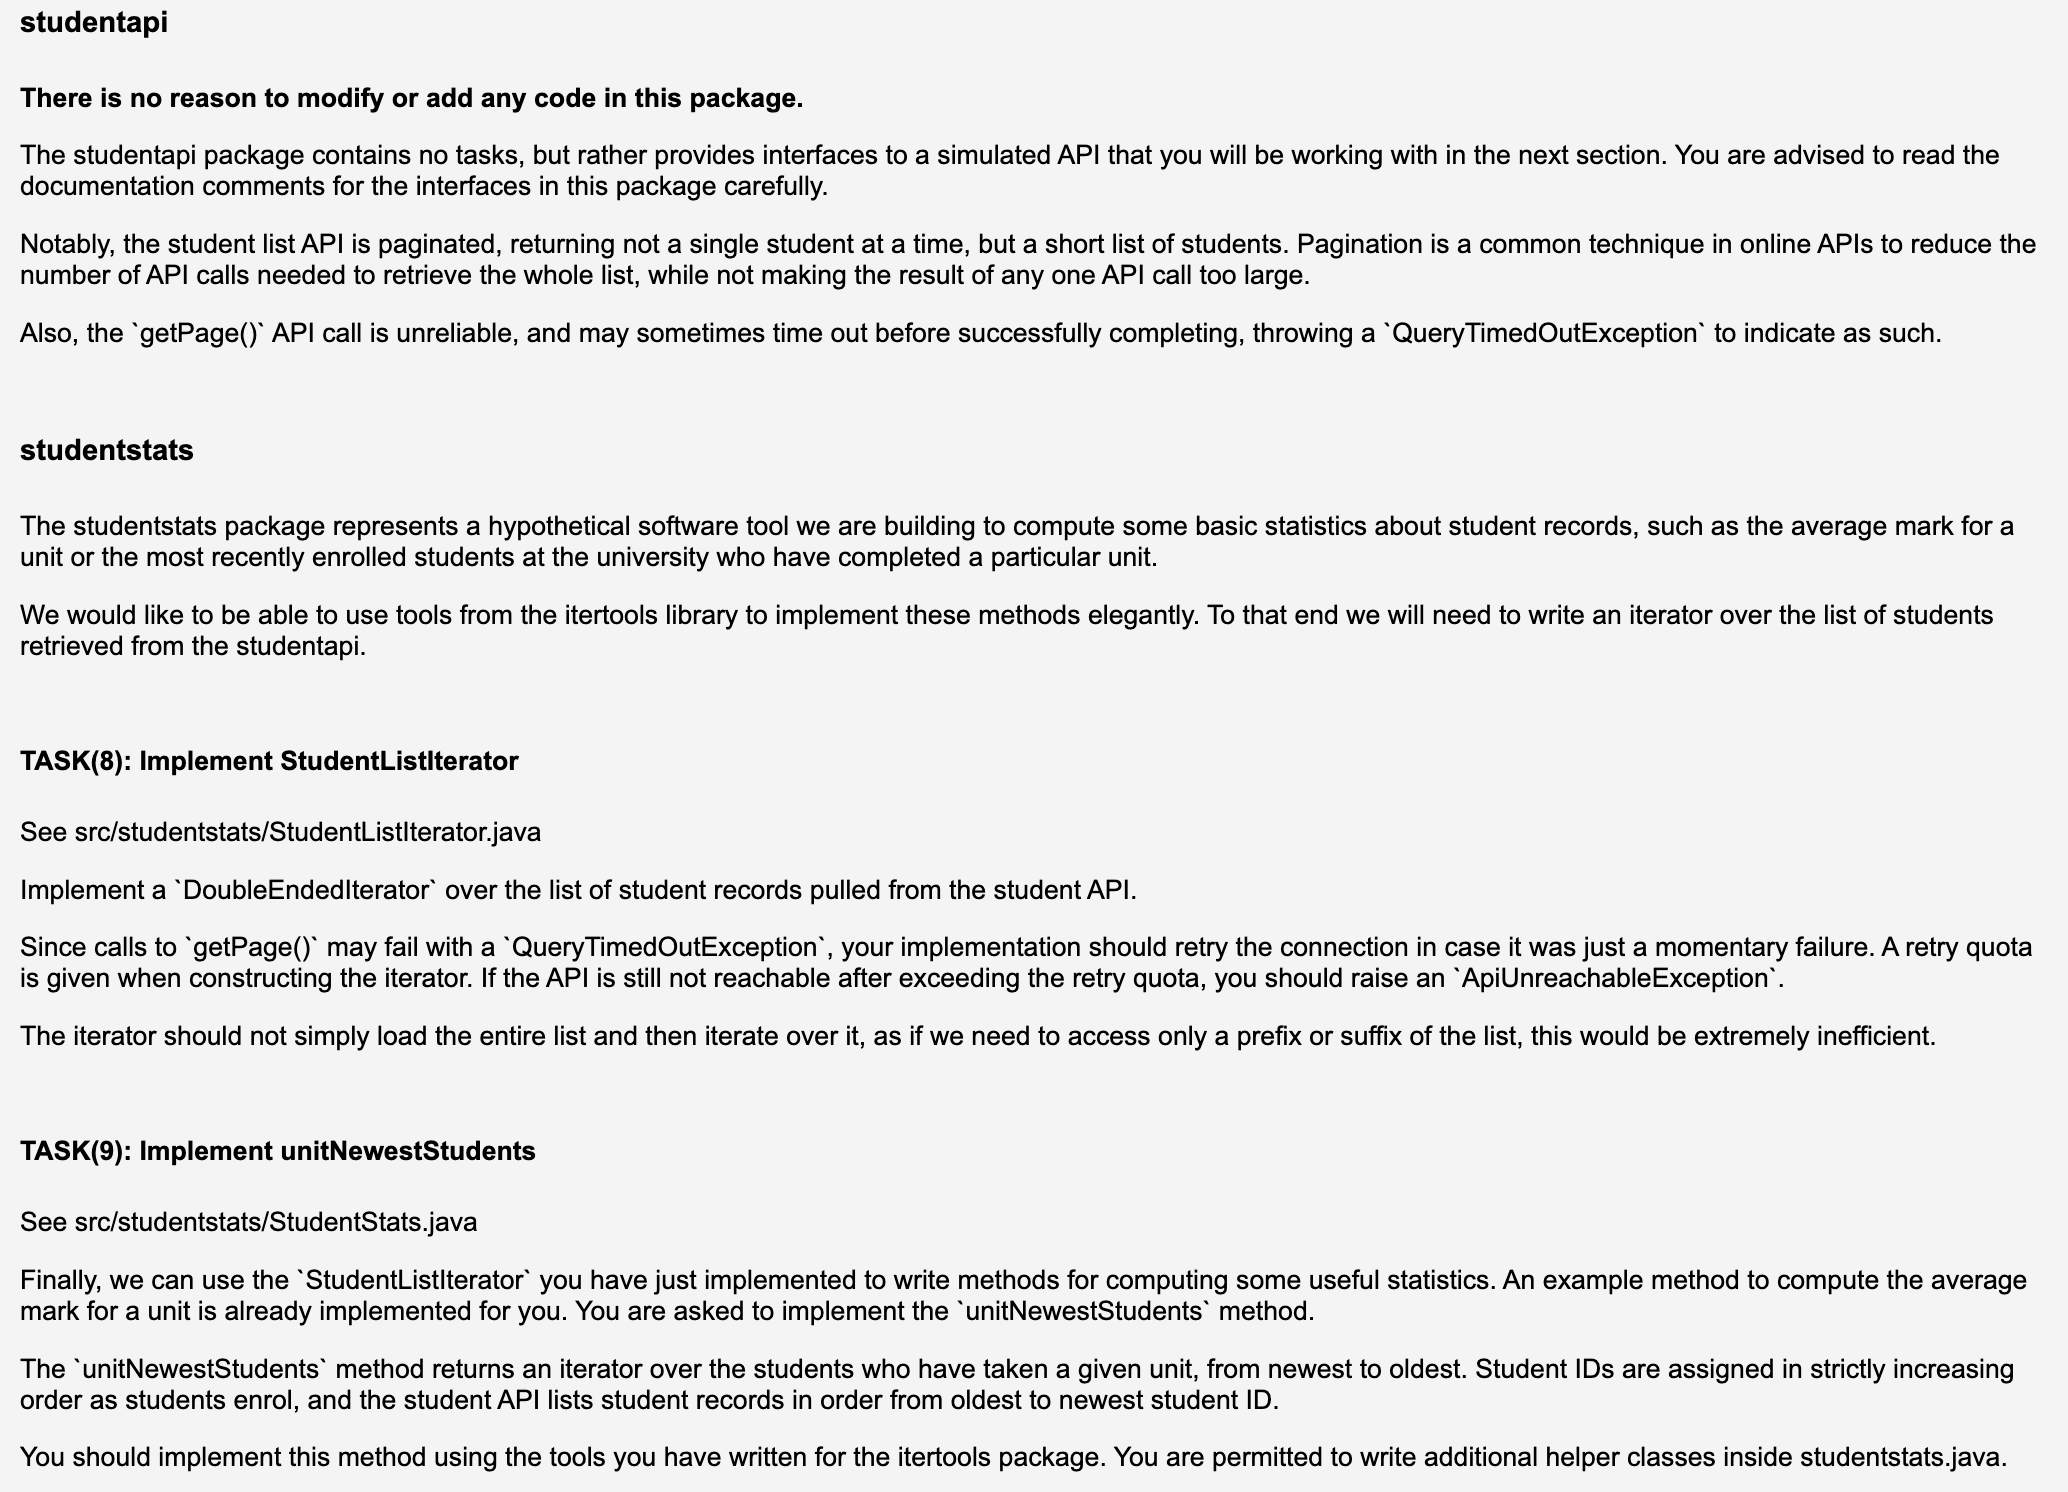 studentapi
There is no reason to modify or add any code in this package.
The studentapi package contains no tasks, but rather provides interfaces to a simulated API that you will be working with in the next section. You are advised to read the
documentation comments for the interfaces in this package carefully.
Notably, the student list API is paginated, returning not a single student at a time, but a short list of students. Pagination is a common technique in online APIs to reduce the
number of API calls needed to retrieve the whole list, while not making the result of any one API call too large.
Also, the `getPage()` API call is unreliable, and may sometimes time out before successfully completing, throwing a `QueryTimedOutException` to indicate as such.
studentstats
The studentstats package represents a hypothetical software tool we are building to compute some basic statistics about student records, such as the average mark for a
unit or the most recently enrolled students at the university who have completed a particular unit.
We would like to be able to use tools from the itertools library to implement these methods elegantly. To that end we will need to write an iterator over the list of students
retrieved from the studentapi.
TASK(8): Implement StudentListIterator
See src/studentstats/StudentListIterator.java
Implement a `DoubleEndedIterator` over the list of student records pulled from the student API.
Since calls to `getPage()` may fail with a `QueryTimedOutException`, your implementation should retry the connection in case it was just a momentary failure. A retry quota
is given when constructing the iterator. If the API is still not reachable after exceeding the retry quota, you should raise an `ApiUnreachableException`.
The iterator should not simply load the entire list and then iterate over it, as if we need to access only a prefix or suffix of the list, this would be extremely inefficient.
TASK(9): Implement unitNewestStudents
See src/studentstats/StudentStats.java
Finally, we can use the `StudentListIterator` you have just implemented to write methods for computing some useful statistics. An example method to compute the average
mark for a unit is already implemented for you. You are asked to implement the `unitNewestStudents` method.
The `unitNewestStudents` method returns an iterator over the students who have taken a given unit, from newest to oldest. Student IDs are assigned in strictly increasing
order as students enrol, and the student API lists student records in order from oldest to newest student ID.
You should implement this method using the tools you have written for the itertools package. You are permitted to write additional helper classes inside studentstats.java.